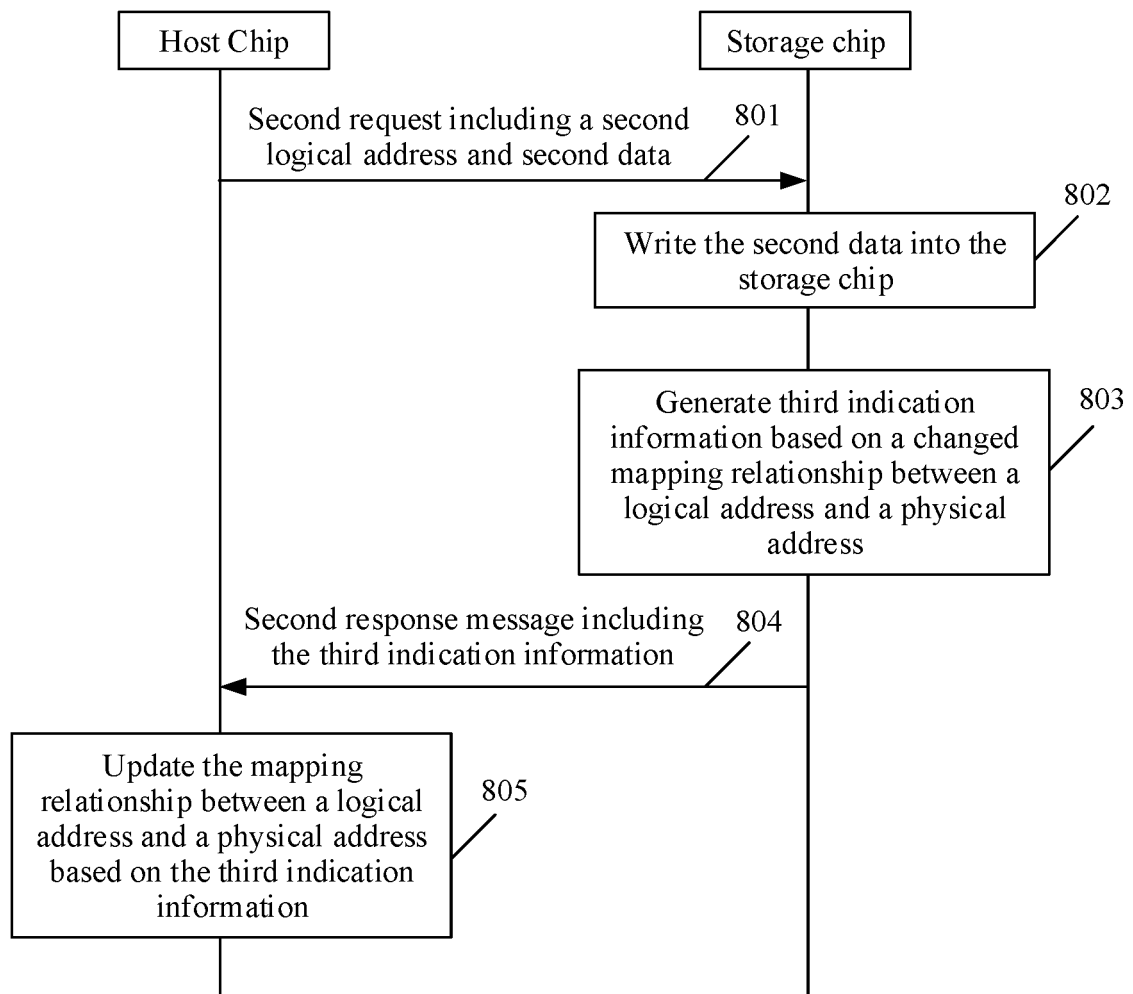 Host Chip
Storage chip
Second request including a second
logical address and second data
801
802
Write the second data into the
storage chip
803
Generate third indication
information based on a changed
mapping relationship between a
logical address and a physical
address
Second response message including
the third indication information
804
Update the mapping
relationship between a logical
address and a physical address
based on the third indication
information
805